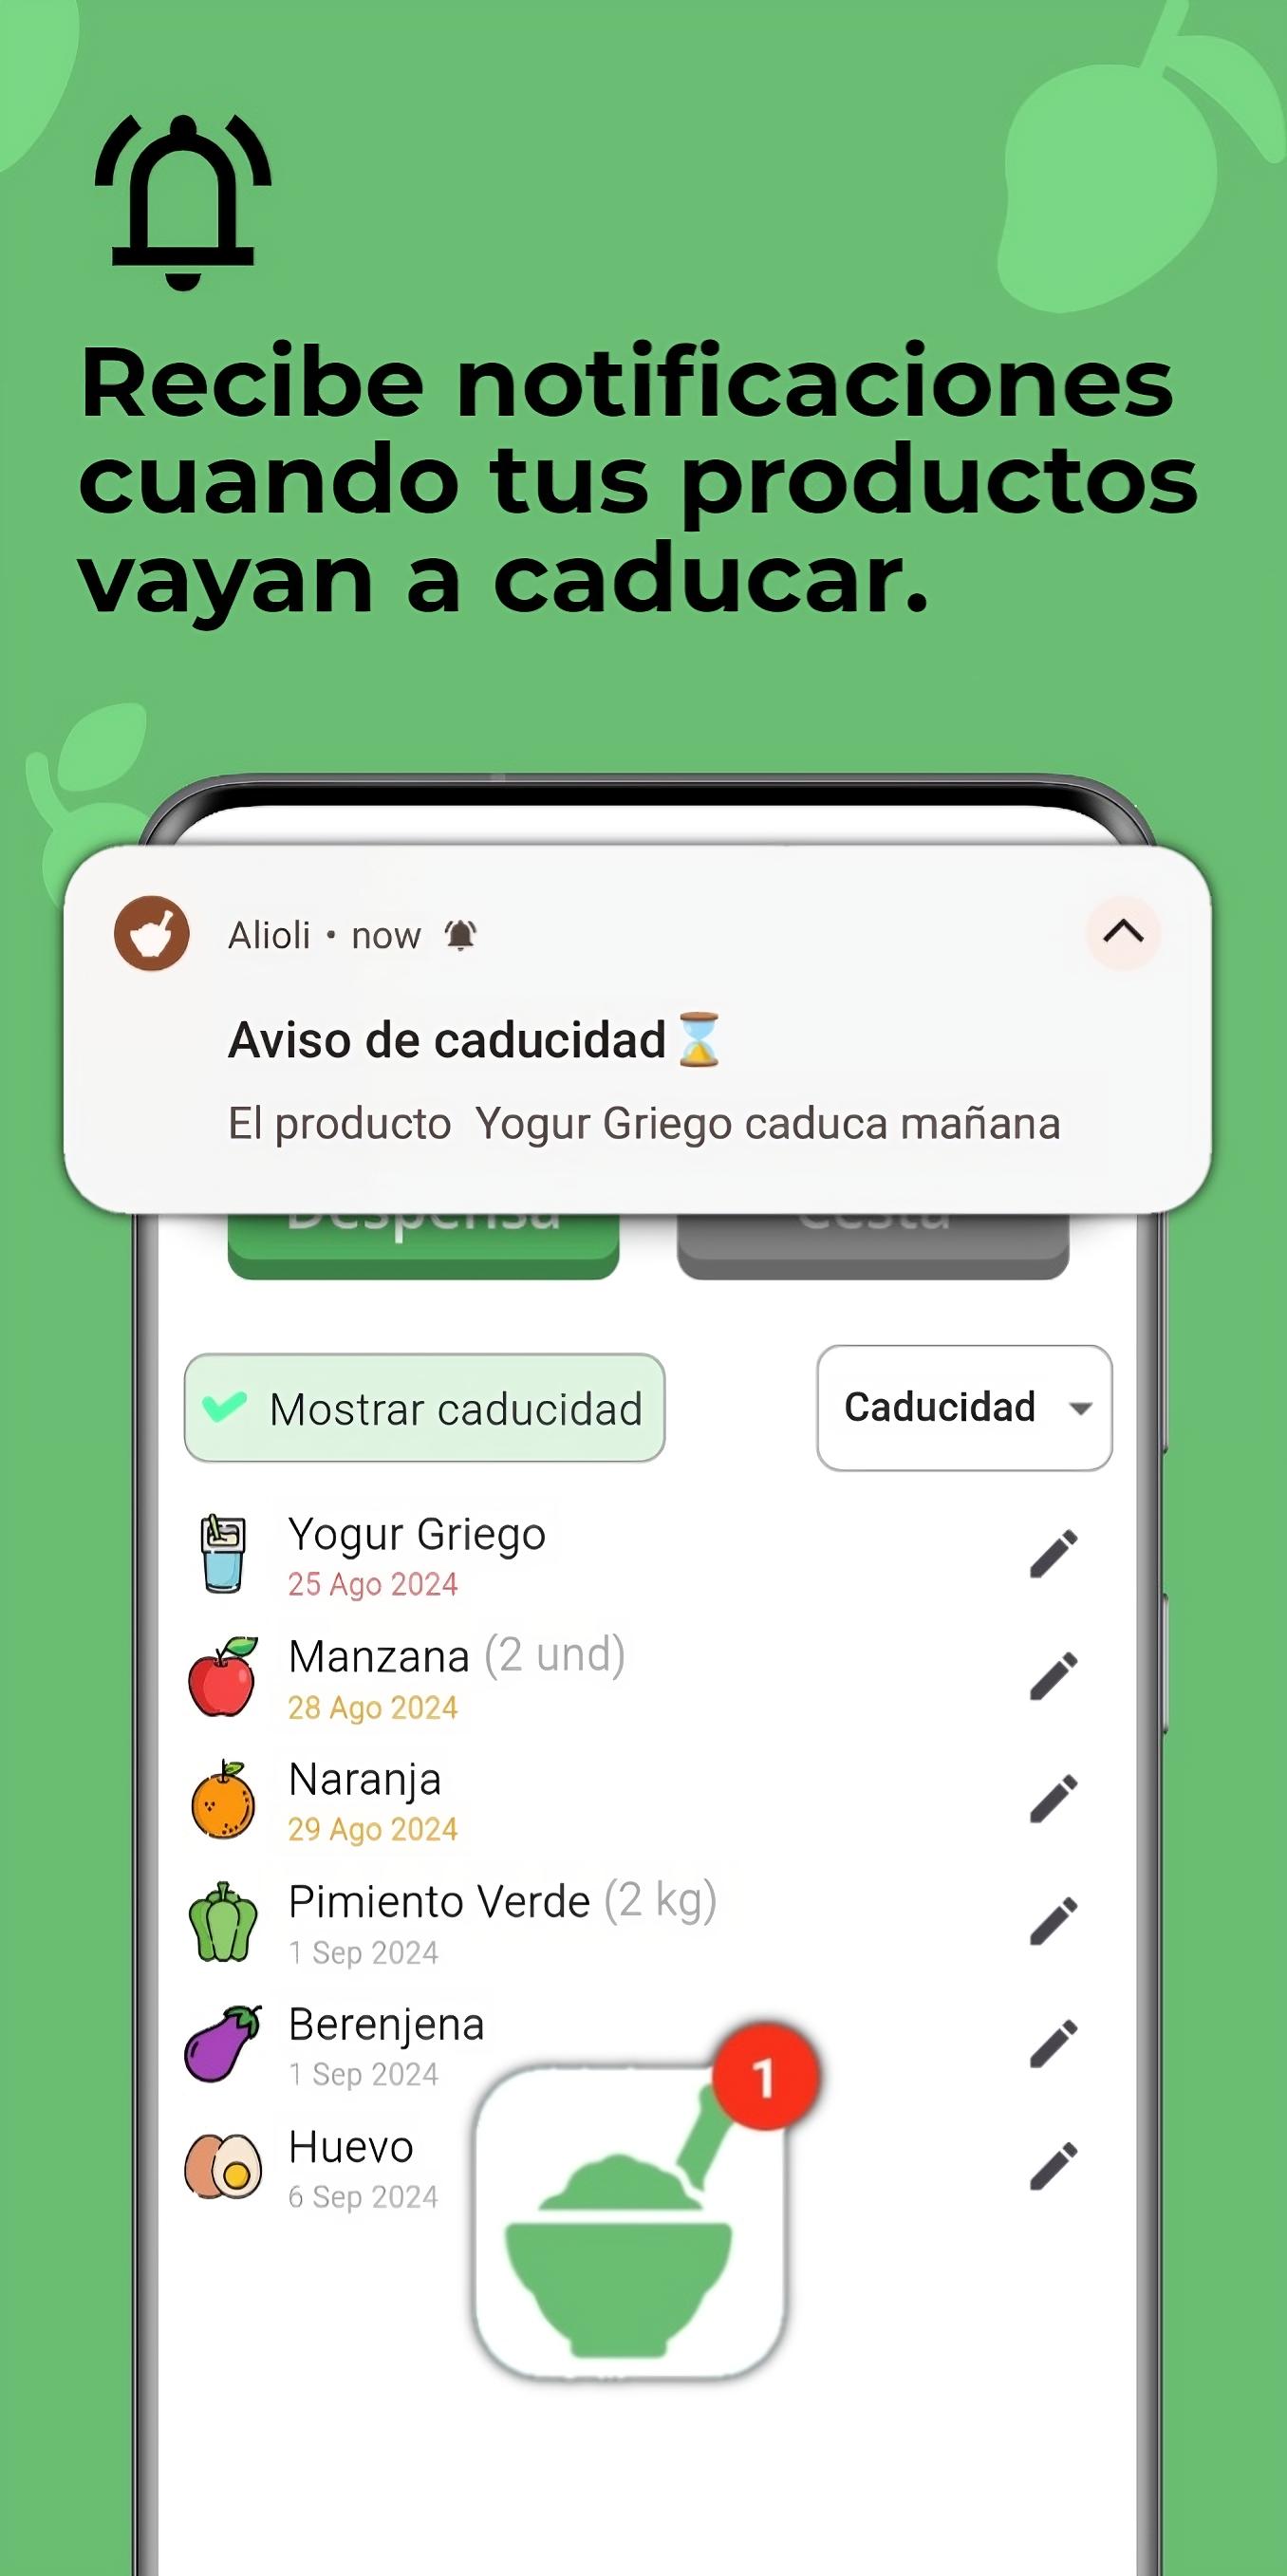 Recibe notificaciones
cuando tus productos
vayan a caducar.
Alioli • now
Aviso de caducidad
El producto Yogur Griego caduca mañana
Despensa
Cesta
Mostrar caducidad
Caducidad
Yogur Griego
25 Ago 2024
Manzana (2 und)
28 Ago 2024
Naranja
29 Ago 2024
Pimiento Verde (2 kg)
1 Sep 2024
Berenjena
1 Sep 2024
1
Huevo
6 Sep 2024